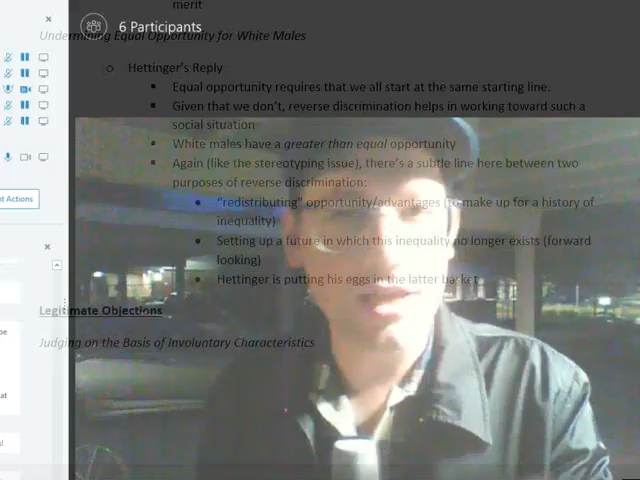 merit
6 Participants
Undermining Equal Opportunity for White Males
o Hettinger's Reply
▪ Equal opportunity requires that we all start at the same starting line.
▪ Given that we don't, reverse discrimination helps in working toward such a
social situation
▪ White males have a greater than equal opportunity
▪ Again (like the stereotyping issue), there's a subtle line here between two
purposes of reverse discrimination:
• "redistributing" opportunity/advantages (to make up for a history of
inequality)
• Setting up a future in which this inequality no longer exists (forward
looking)
• Hettinger is putting his eggs in the latter basket
Legitimate Objections
Judging on the Basis of Involuntary Characteristics
t Actions
pe
at
s!